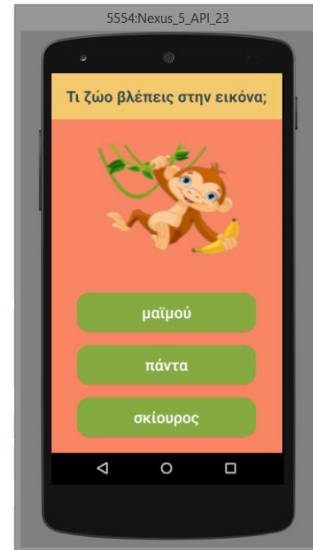 5554:Nexus_5_API_23
Τι ζώο βλέπεις στην εικόνα;
μαϊμού
πάντα
σκίουρος